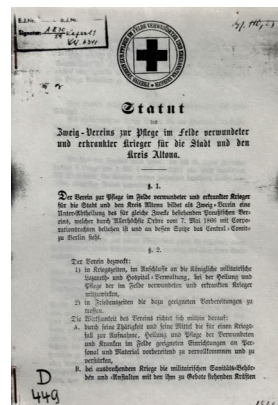 E.J.Nr. G.J.Nr.
Signatur:
Statut
des
Zweig-Vereins zur Pflege im Felde verwundeter
und erkrankter Krieger für die Stadt und den
Kreis Altona.
§. 1.
Der Verein zur Pflege im Felde verwundeter und erkrankter Krieger
für die Stadt und den Kreis Altona bildet als Zweig-Verein eine
Unter-Abtheilung des für gleiche Zwecke bestehenden Preußischen Ver-
eins, welcher durch Allerhöchste Ordre vom 7. Mai 1866 mit Corpo-
rationsrechten beliehen ist und an dessen Spitze das Central-Comité
zu Berlin steht.
§. 2.
Der Verein bezweckt:
1) in Kriegszeiten, im Anschlusse an die Königliche militairische
Lazareth- und Hospital-Verwaltung, bei der Heilung und
Pflege der im Felde verwundeten und erkrankten Krieger
mitzuwirken,
2) in Friedenszeiten die dazu geeigneten Vorbereitungen zu
treffen.
Die Wirksamkeit des Vereins richtet sich mithin darauf:
A. durch seine Thätigkeit und seine Mittel die für einen Kriegs-
fall zur Aufnahme, Heilung und Pflege der Verwundeten
und Kranken im Felde geeigneten Einrichtungen an Per-
sonal und Material vorbereitend zu vervollkommnen und zu
verstärken,
B. bei ausbrechendem Kriege die militairischen Sanitäts-Behör-
den und -Anstalten mit den ihm zu Gebote stehenden Kräften
D
449